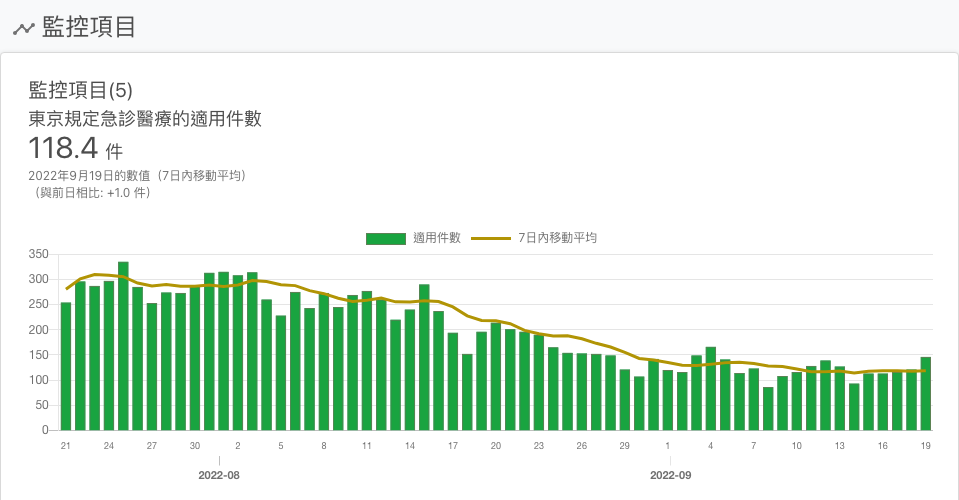 監控項目
監控項目(5)
東京規定急診醫療的適用件數
118.4 件
2022年9月19日的數值（7日內移動平均）
（與前日相比: +1.0 件）
適用件數 7日內移動平均
350
300
250
200
150
100
50
0
21 24 27 30 2 5 8 11 14 17 20 23 26 29 1 4 7 10 13 16 19
2022-08 2022-09